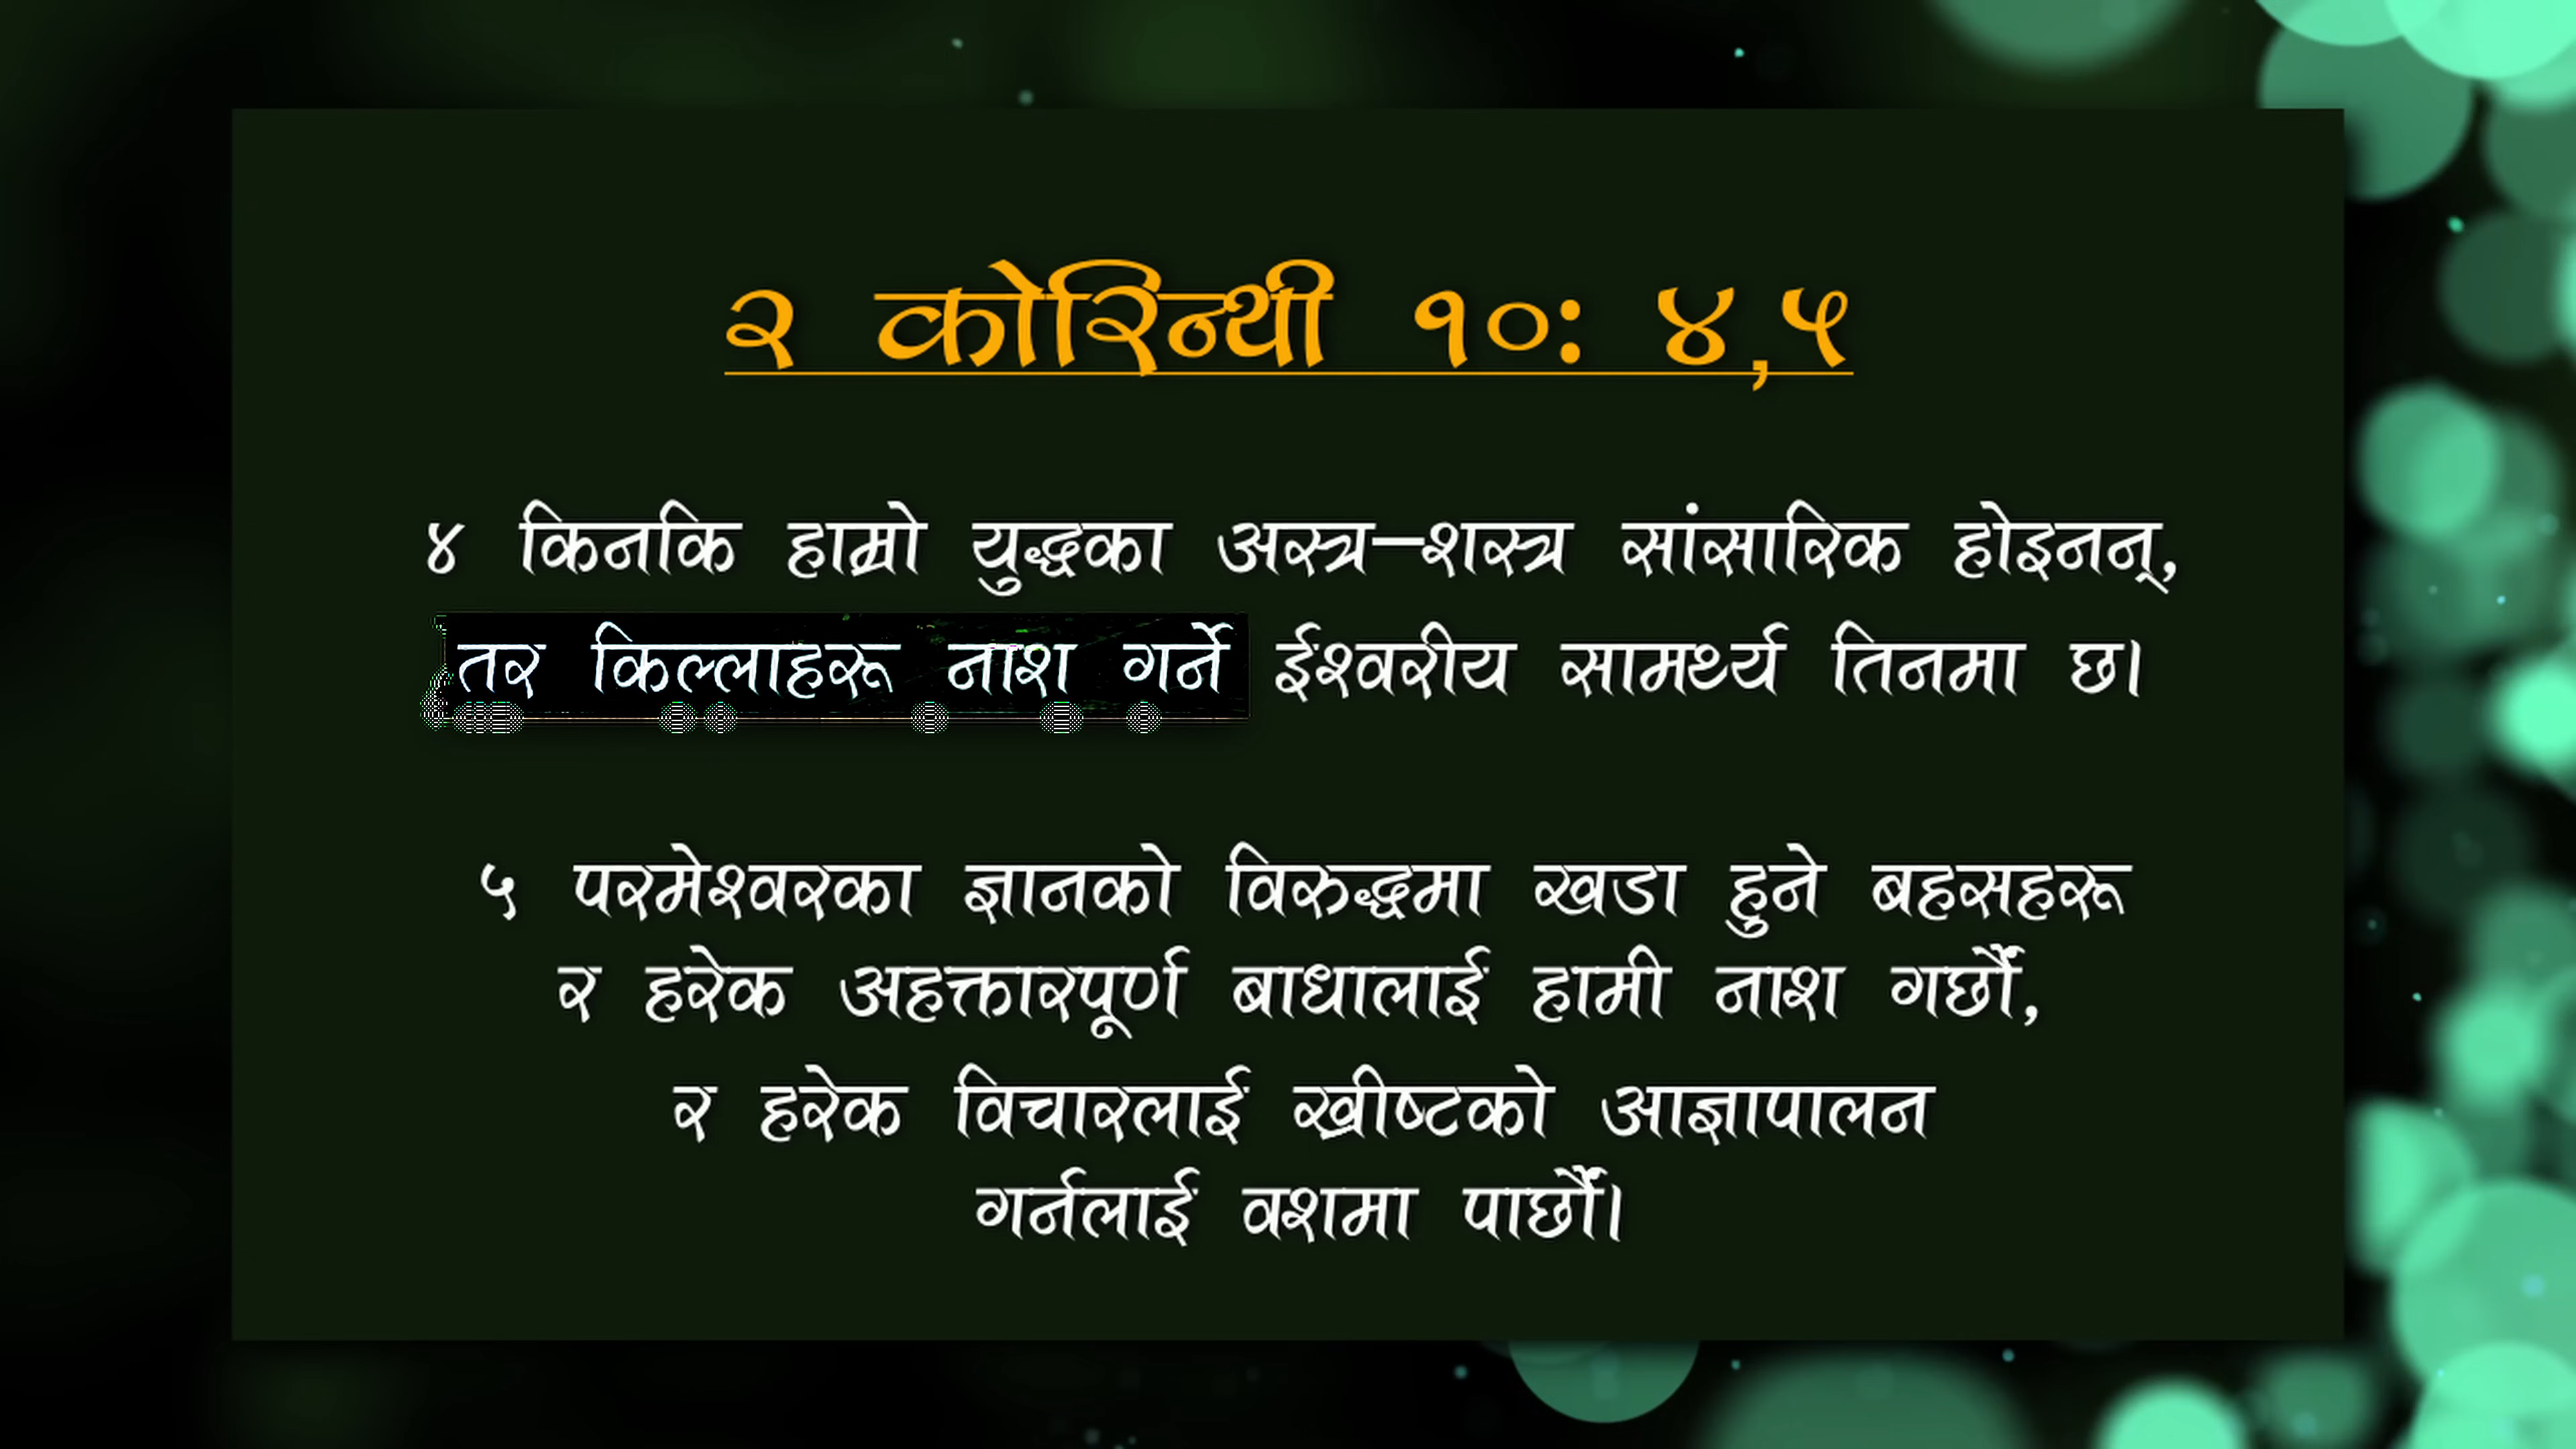 २ कोरिन्थी १०: ४,५
४ किनकि हाम्रो युद्धका अस्त्र–शस्त्र सांसारिक होइनन्,
तर किल्लाहरू नाश गर्ने ईश्वरीय सामर्थ्य तिनमा छ।
५ परमेश्वरका ज्ञानको विरुद्धमा खडा हुने बहसहरू
र हरेक अहक्तारपूर्ण बाधालाई हामी नाश गर्छौं,
र हरेक विचारलाई ख्रीष्टको आज्ञापालन
गर्नलाई वशमा पार्छौं।